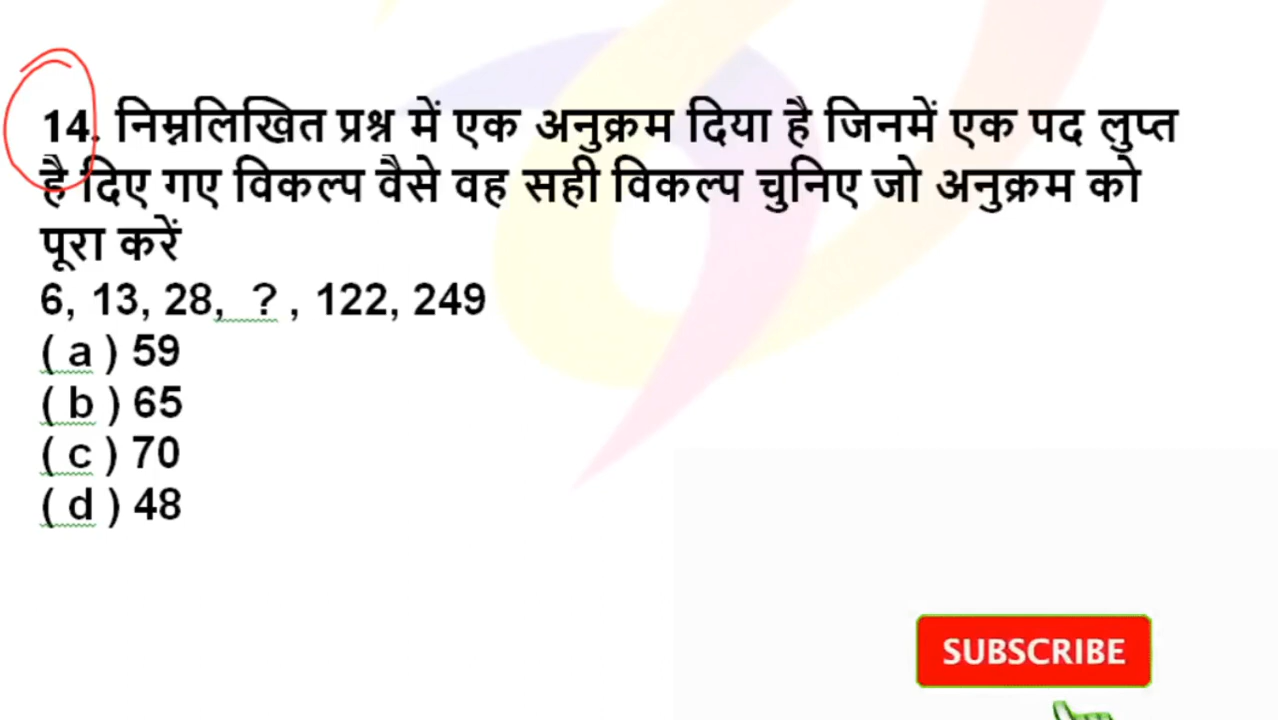 14. निम्नलिखित प्रश्न में एक अनुक्रम दिया है जिनमें एक पद लुप्त
है दिए गए विकल्प वैसे वह सही विकल्प चुनिए जो अनुक्रम को
पूरा करें
6, 13, 28, ? , 122, 249
( a ) 59
( b ) 65
( c ) 70
( d ) 48
SUBSCRIBE